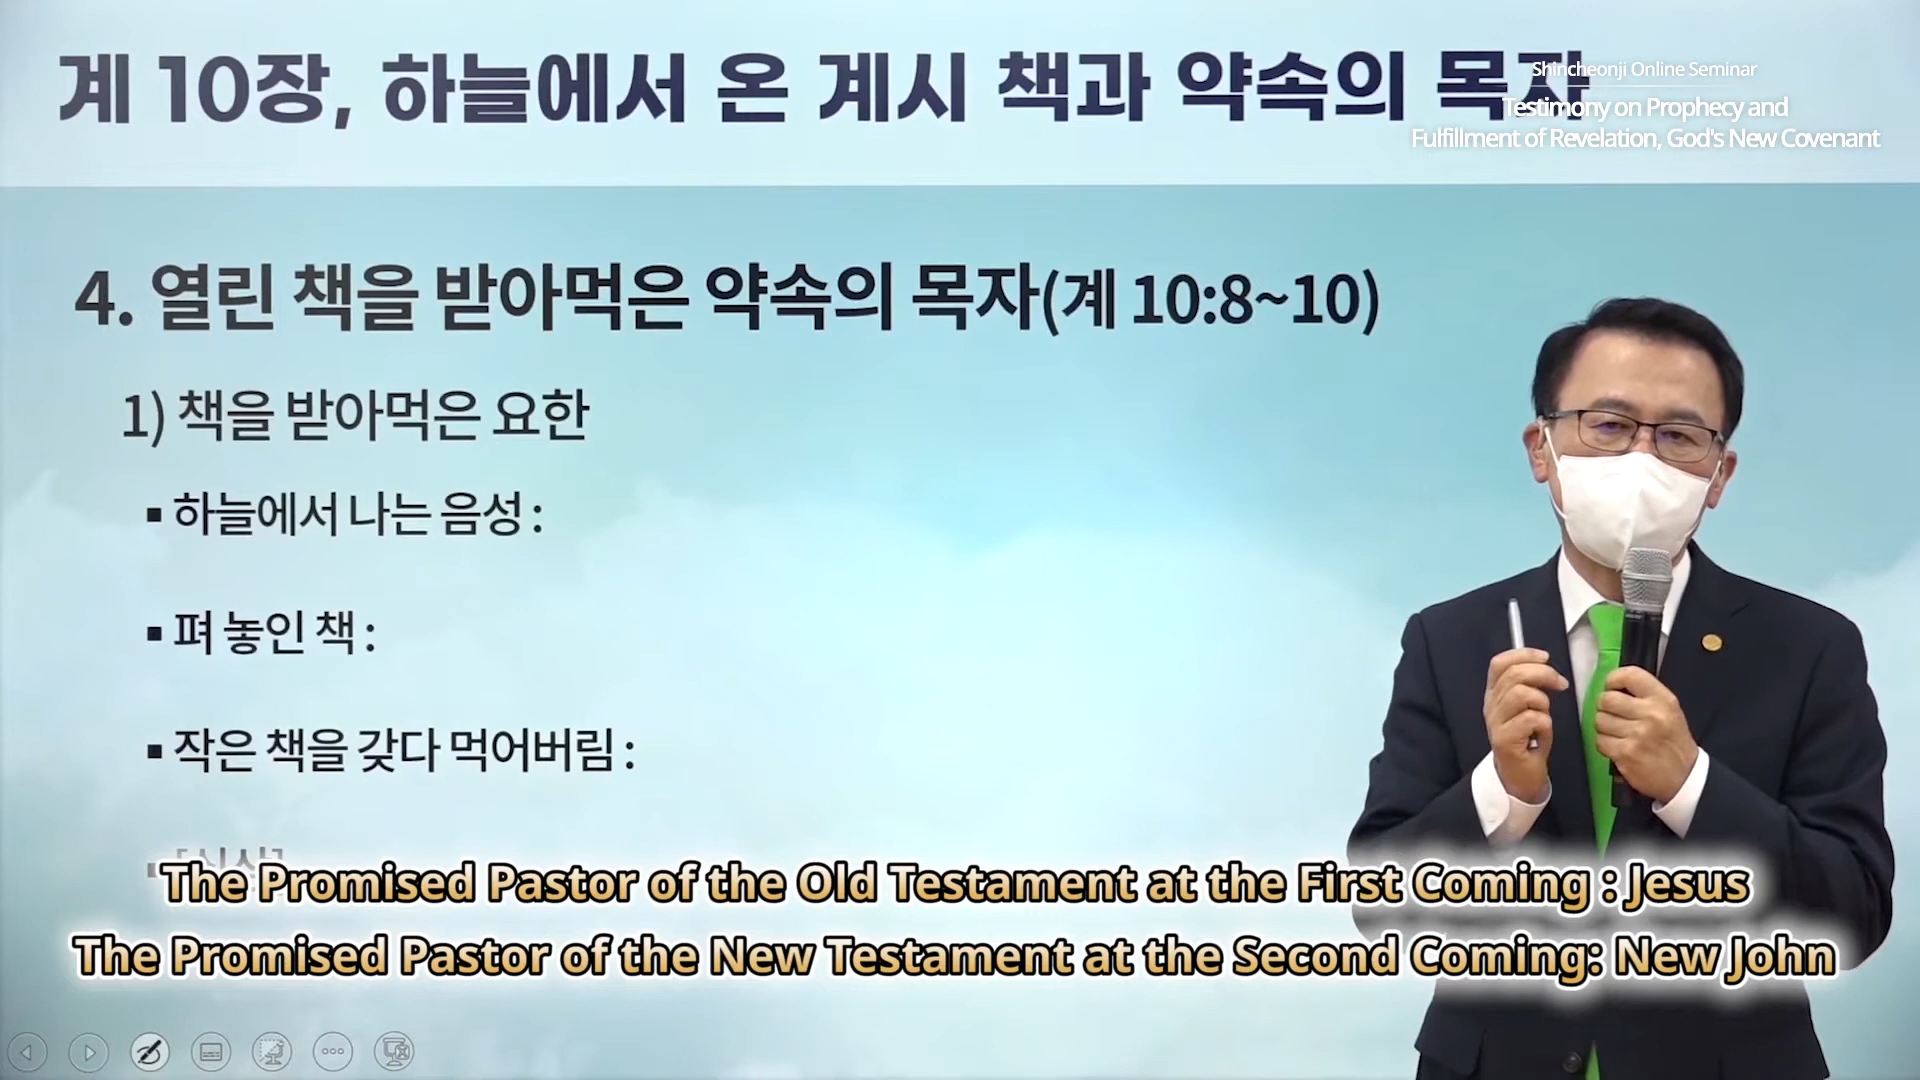 계 10장, 하늘에서 온 계시 책과 약속의 목자
Shincheonji Online Seminar
Testimony on Prophecy and
Fulfillment of Revelation, God's New Covenant
4. 열린 책을 받아먹은 약속의 목자(계 10:8~10)
1) 책을 받아먹은 요한
▪ 하늘에서 나는 음성 :
▪ 펴 놓인 책 :
▪ 작은 책을 갖다 먹어버림 :
The Promised Pastor of the Old Testament at the First Coming : Jesus
The Promised Pastor of the New Testament at the Second Coming: New John